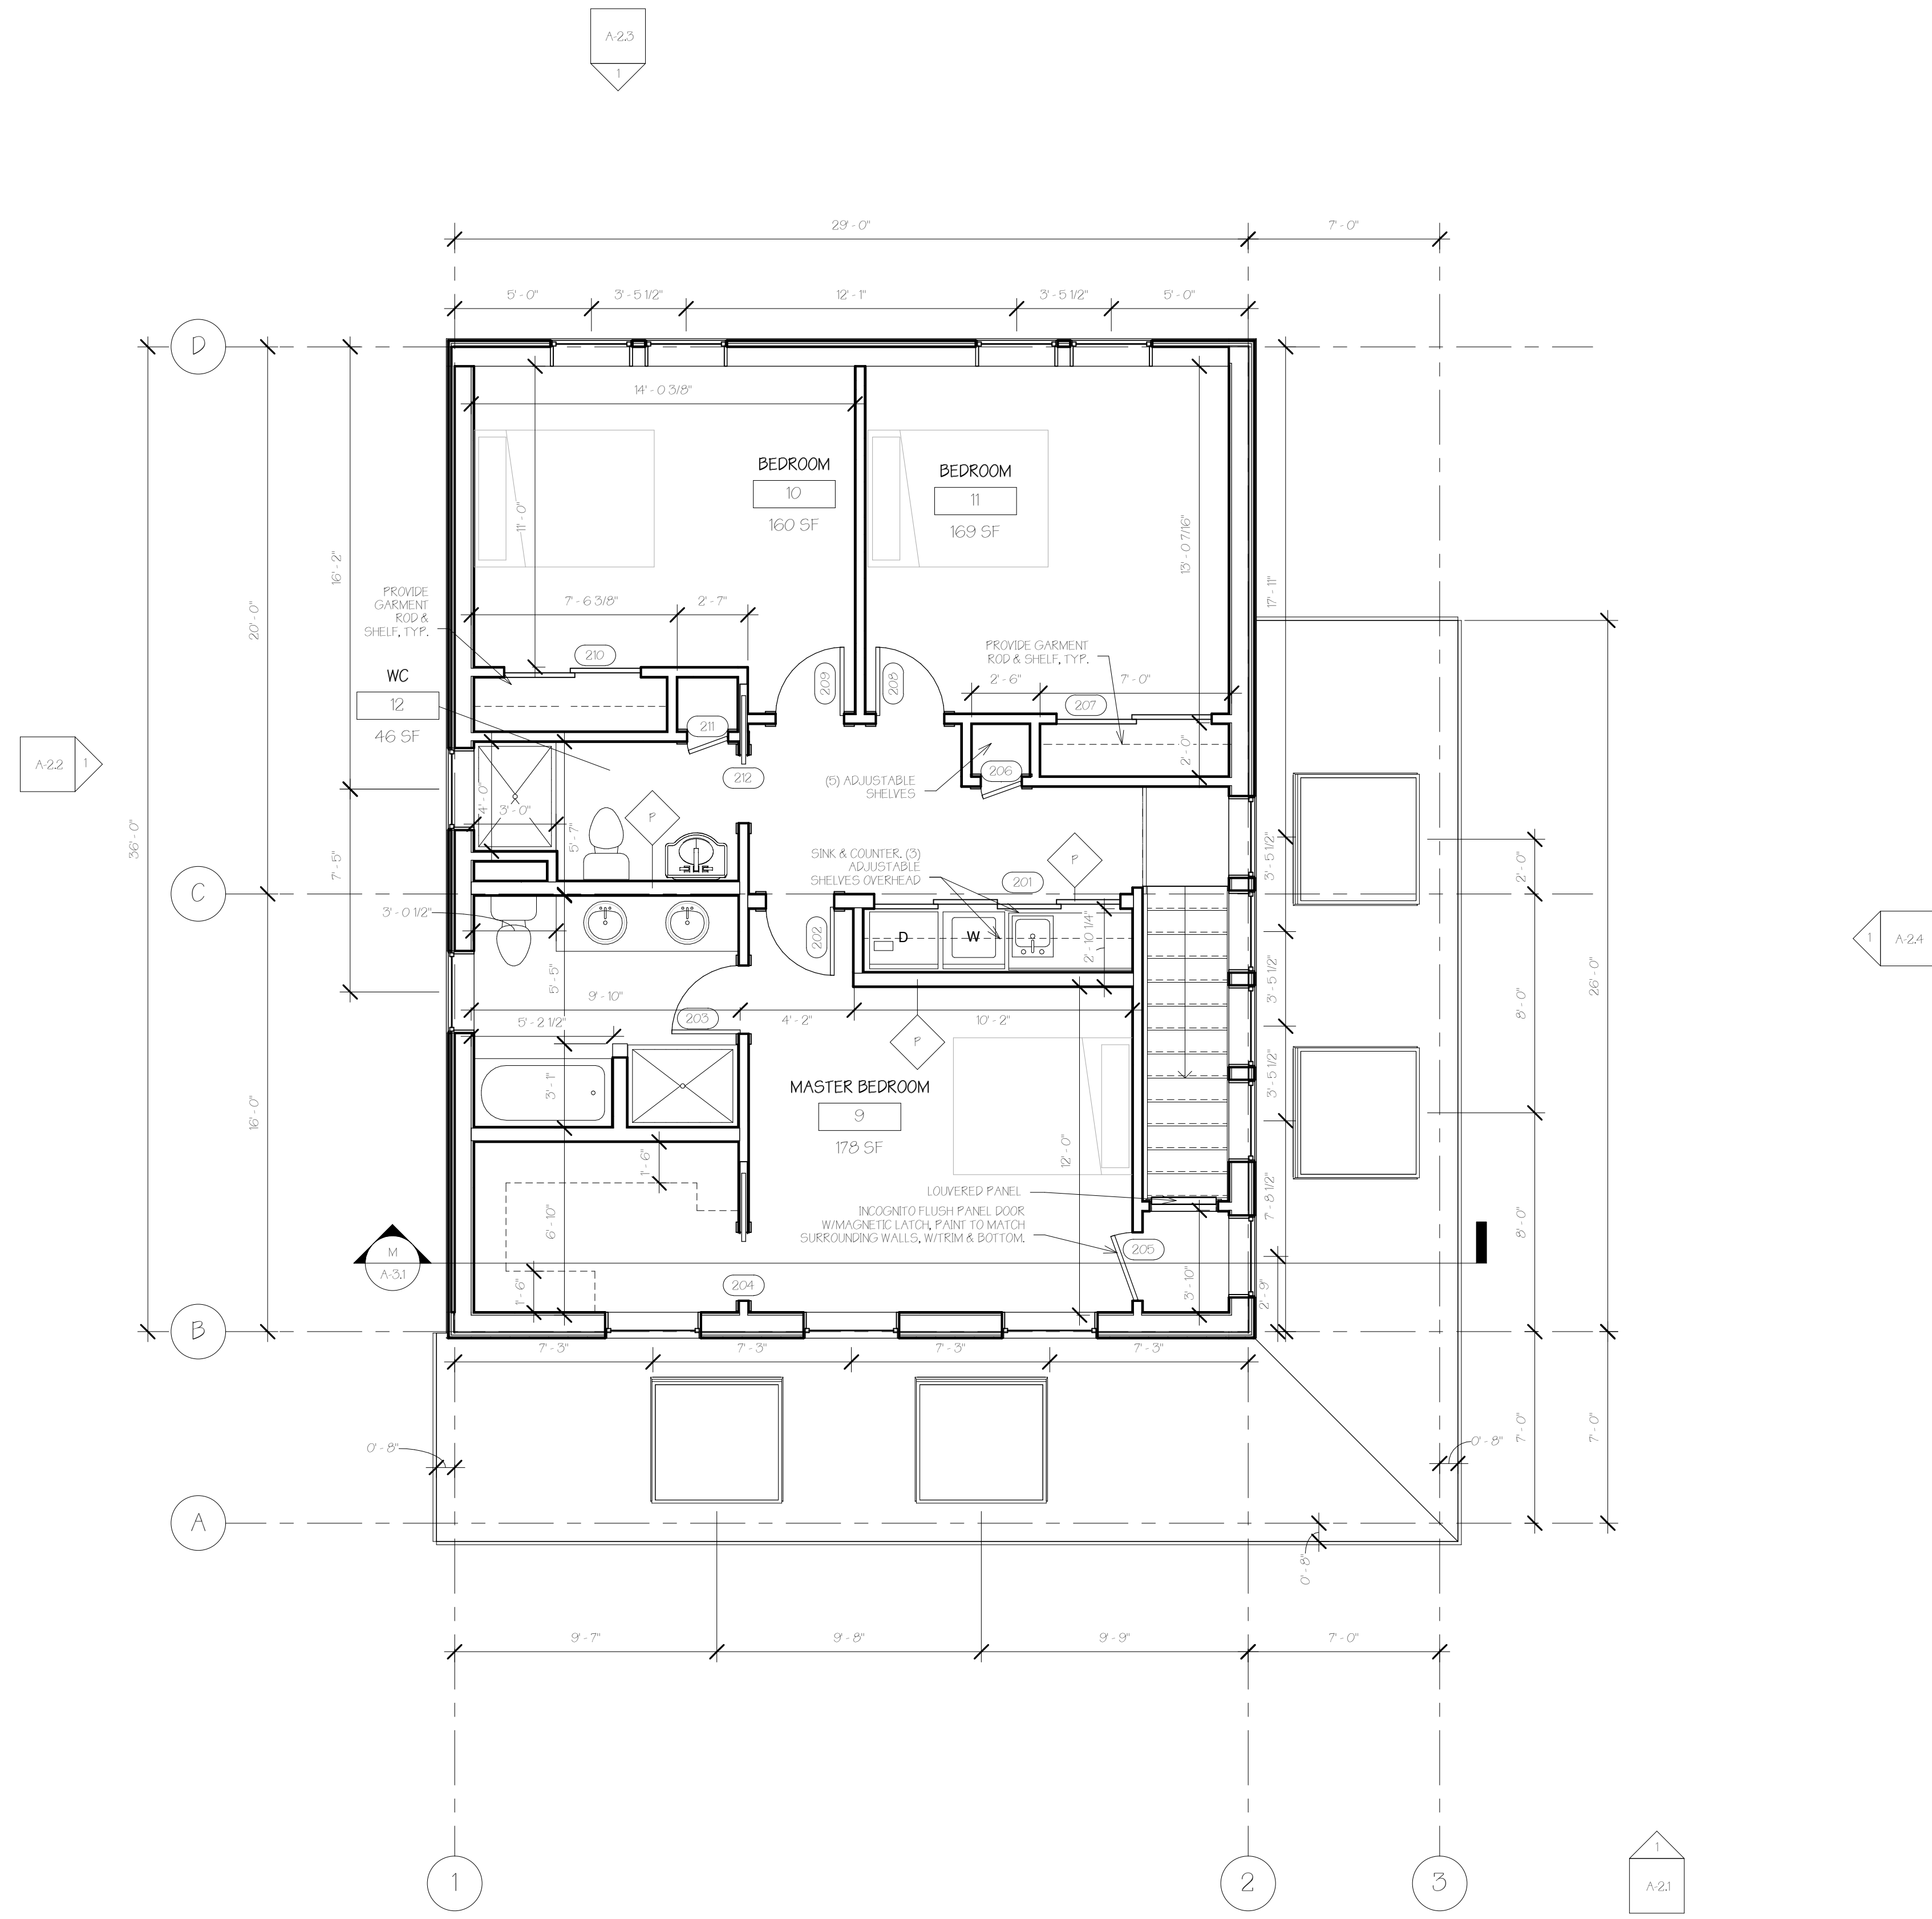 A-2.3
1
29' - 0"
7' - 0"
5' - 0"
3' - 5 1/2"
12' - 1"
3' - 5 1/2"
5' - 0"
D
14' - 0 3/8"
BEDROOM
10
160 SF
BEDROOM
11
169 SF
11' - 0"
13' - 0 7/16"
17' - 11"
16' - 2"
20' - 0"
36' - 0"
PROVIDE
GARMENT
ROD &
SHELF, TYP.
7' - 6 3/8"
2' - 7"
210
209
208
PROVIDE GARMENT
ROD & SHELF, TYP.
2' - 6"
7' - 0"
207
WC
12
46 SF
211
212
206
2' - 0"
A-2.2
1
(5) ADJUSTABLE
SHELVES
4' - 0"
3' - 0"
5' - 7"
P
SINK & COUNTER. (3)
ADJUSTABLE
SHELVES OVERHEAD
P
201
3' - 5 1/2"
2' - 0"
7' - 5"
C
3' - 0 1/2"
202
D
W
2' - 10 1/4"
1
A-2.4
5' - 5"
9' - 10"
203
4' - 2"
10' - 2"
3' - 5 1/2"
8' - 0"
26' - 0"
5' - 2 1/2"
P
3' - 1"
MASTER BEDROOM
9
178 SF
3' - 5 1/2"
16' - 0"
12' - 0"
1' - 6"
LOUVERED PANEL
INCOGNITO FLUSH PANEL DOOR
W/MAGNETIC LATCH, PAINT TO MATCH
SURROUNDING WALLS, W/TRIM & BOTTOM.
6' - 10"
7' - 8 1/2"
8' - 0"
205
M
A-3.1
1' - 6"
204
3' - 10"
2' - 9"
B
7' - 3"
7' - 3"
7' - 3"
7' - 3"
0' - 8"
0' - 8"
7' - 0"
7' - 0"
A
0' - 8"
9' - 7"
9' - 8"
9' - 9"
7' - 0"
1
2
3
1
A-2.1